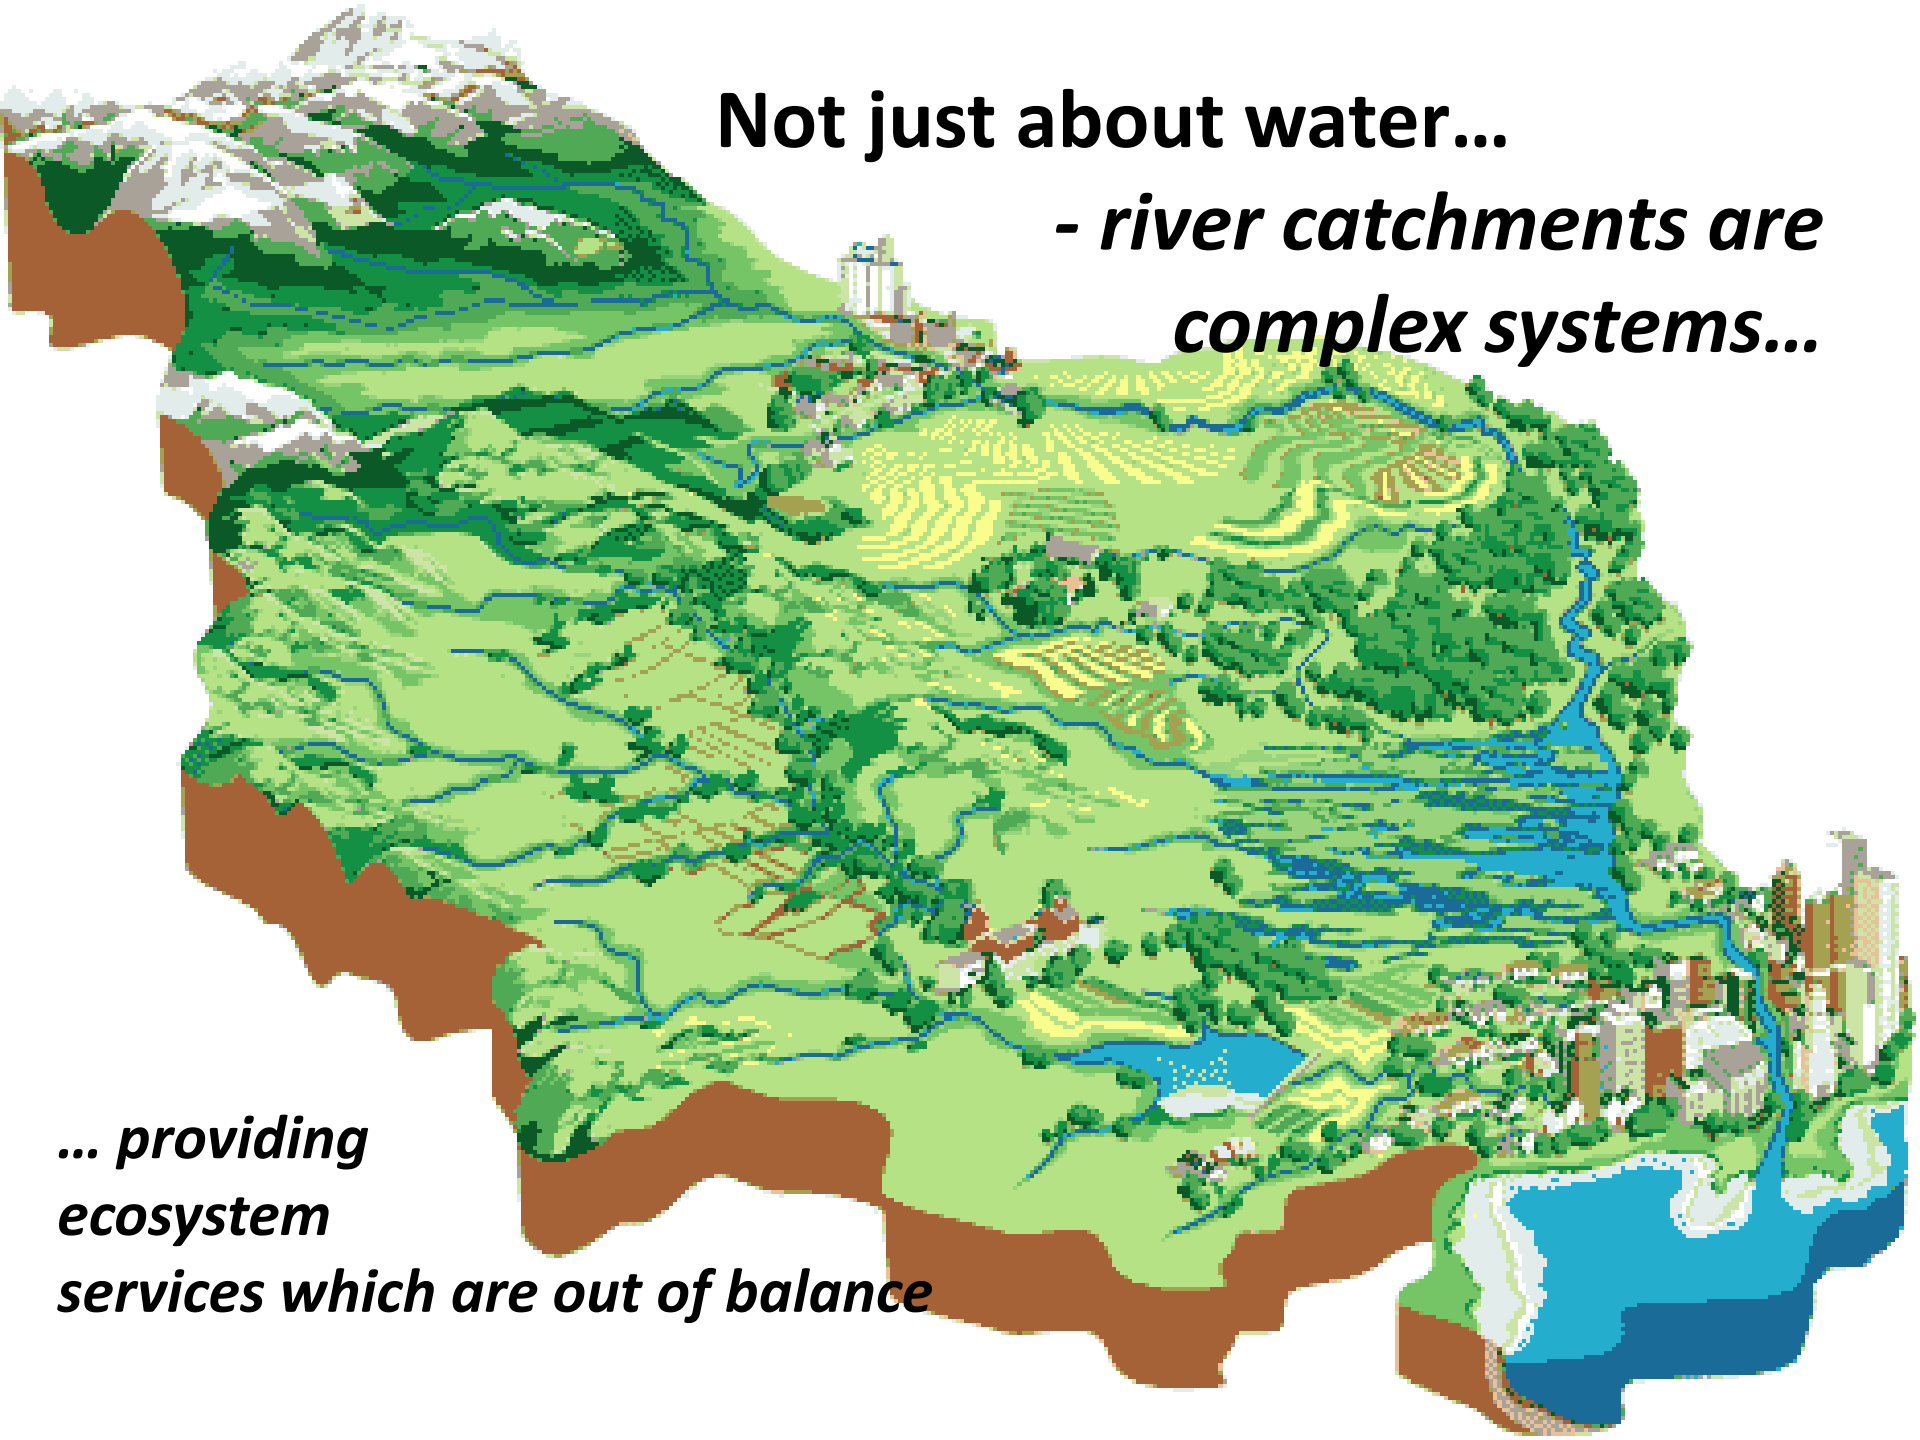 Not just about water…
- river catchments are
complex systems…
… providing
ecosystem
services which are out of balance